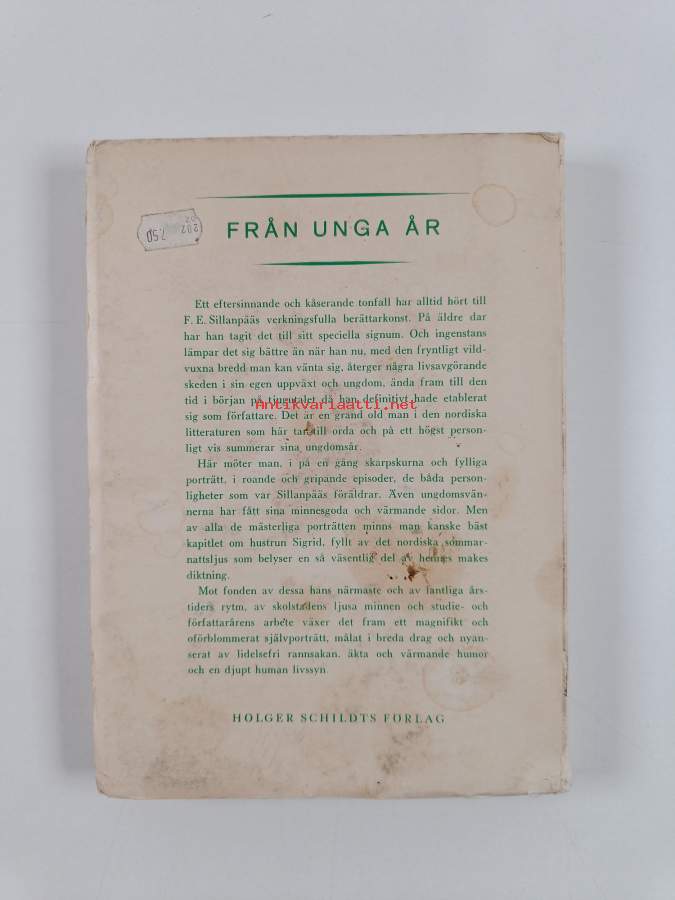 FRÅN UNGA ÅR
202
02
7.50
Ett eftersinnande och kåserande tonfall har alltid hört till
F. E. Sillanpääs verkningsfulla berättarkonst. På äldre dar
har han tagit det till sitt speciella signum. Och ingenstans
lämpar det sig bättre än när han nu, med den fryntligt vild-
vuxna bredd man kan vänta sig, återger några livsavgörande
skeden i sin egen uppväxt och ungdom, ända fram till den
tid i början på tjugutalet då han definitivt hade etablerat
Antikvariaatti.net
sig som författare. Det är en grand old man i den nordiska
litteraturen som här tar till orda och på ett högst person-
ligt vis summerar sina ungdomsår.
Här möter man, i på en gång skarpskurna och fylliga
porträtt, i roande och gripande episoder, de båda person-
ligheter som var Sillanpääs föräldrar. Även ungdomsvän-
nerna har fått sina minnesgoda och värmande sidor. Men
av alla de mästerliga porträtten minns man kanske bäst
kapitlet om hustrun Sigrid, fyllt av det nordiska sommar-
nattsljus som belyser en så väsentlig del av hennes makes
diktning.
Mot fonden av dessa hans närmaste och av lantliga års-
tiders rytm, av skolstadens ljusa minnen och studie- och
författarårens arbete växer det fram ett magnifikt och
oförblommerat självporträtt, målat i breda drag och nyan-
serat av lidelsefri rannsakan, äkta och värmande humor
och en djupt human livssyn.
HOLGER SCHILDTS FÖRLAG